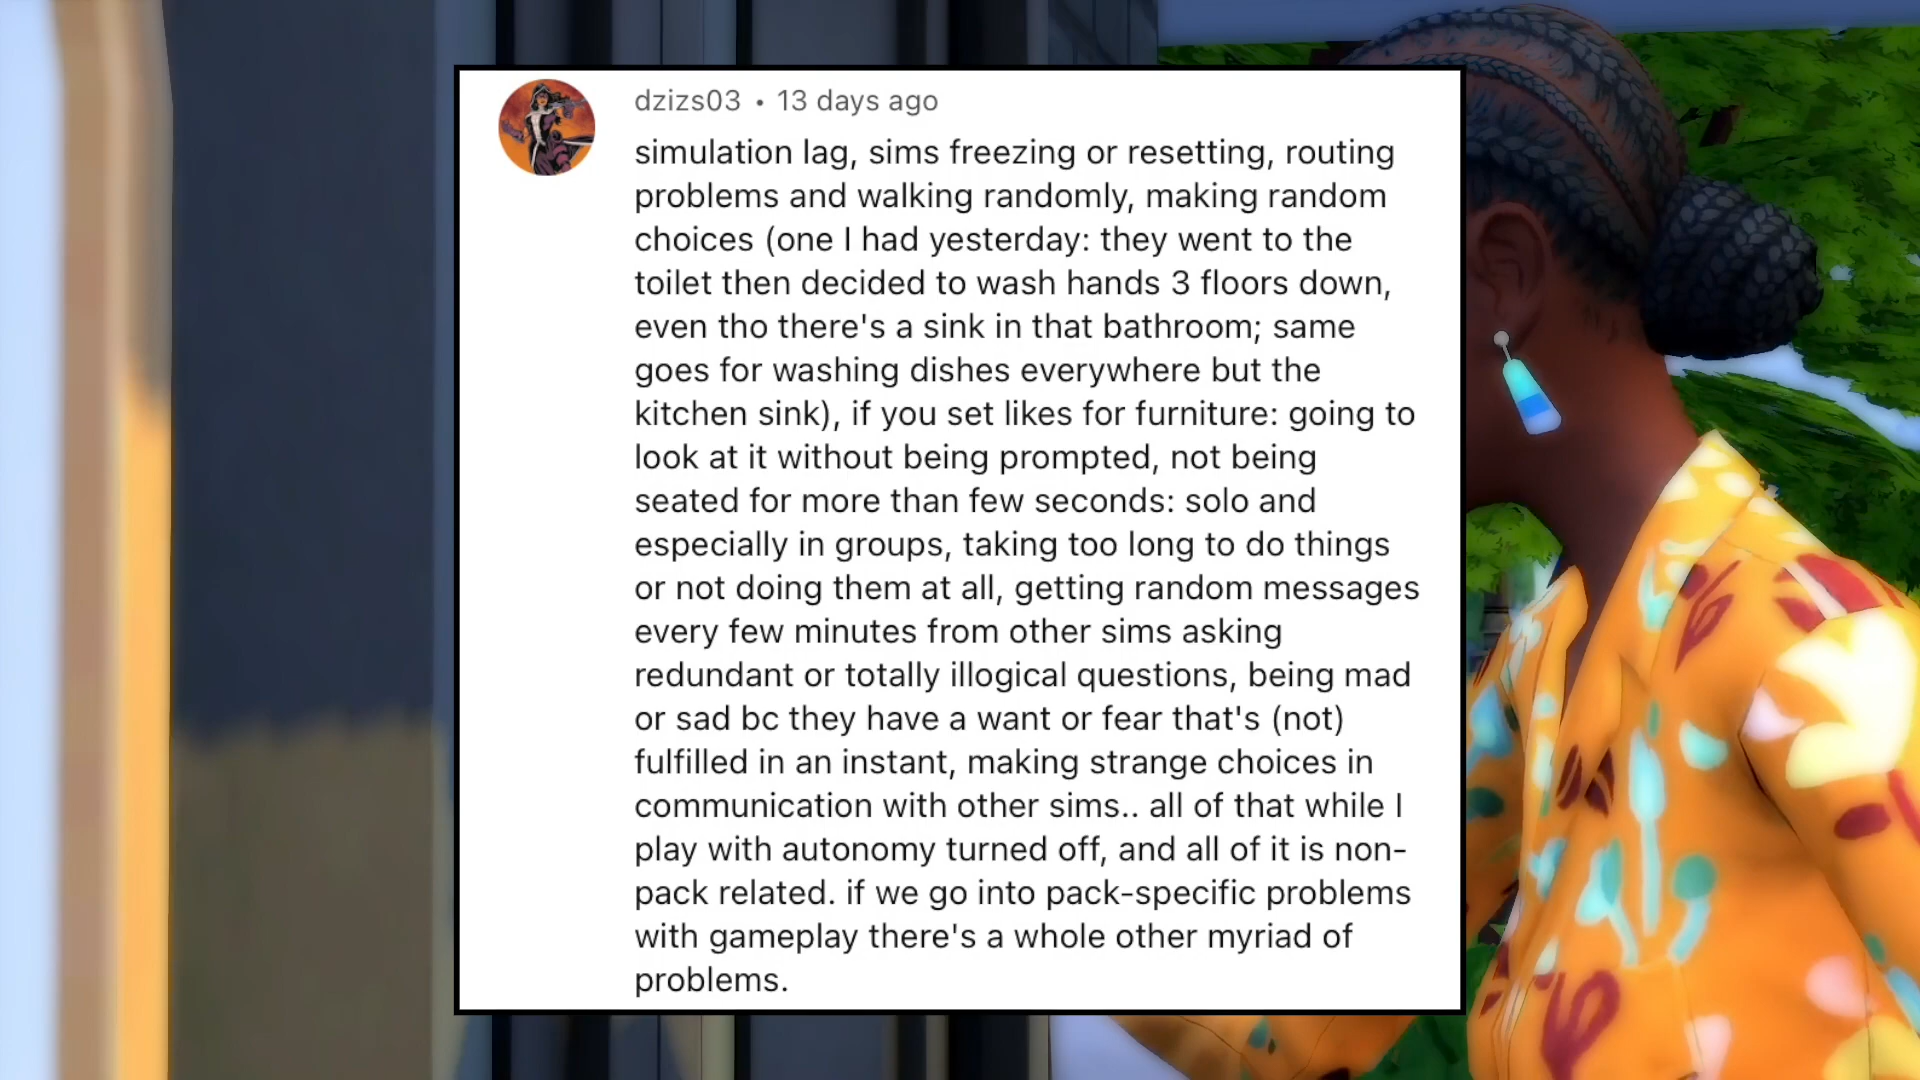 dzizs03 • 13 days ago
simulation lag, sims freezing or resetting, routing
problems and walking randomly, making random
choices (one I had yesterday: they went to the
toilet then decided to wash hands 3 floors down,
even tho there's a sink in that bathroom; same
goes for washing dishes everywhere but the
kitchen sink), if you set likes for furniture: going to
look at it without being prompted, not being
seated for more than few seconds: solo and
especially in groups, taking too long to do things
or not doing them at all, getting random messages
every few minutes from other sims asking
redundant or totally illogical questions, being mad
or sad bc they have a want or fear that's (not)
fulfilled in an instant, making strange choices in
communication with other sims.. all of that while I
play with autonomy turned off, and all of it is non-
pack related. if we go into pack-specific problems
with gameplay there's a whole other myriad of
problems.